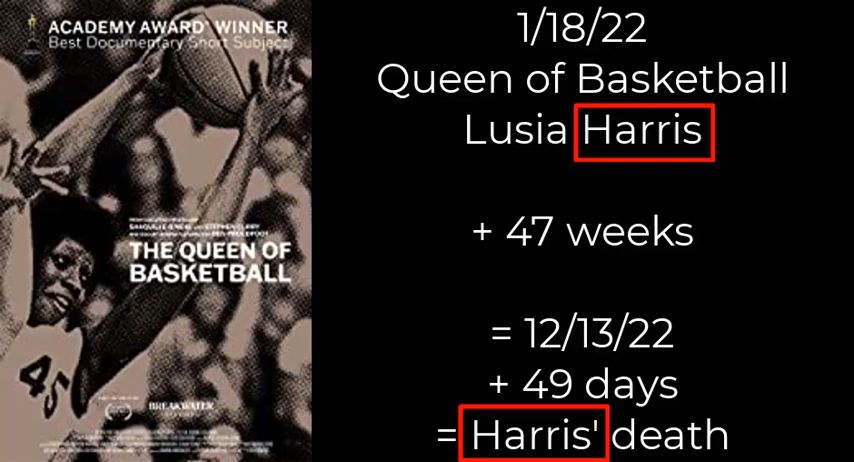 ACADEMY AWARD® WINNER
Best Documentary Short Subject
THE QUEEN OF
BASKETBALL
45
BREAKWATER
1/18/22
Queen of Basketball
Lusia Harris
+ 47 weeks
= 12/13/22
+ 49 days
= Harris' death